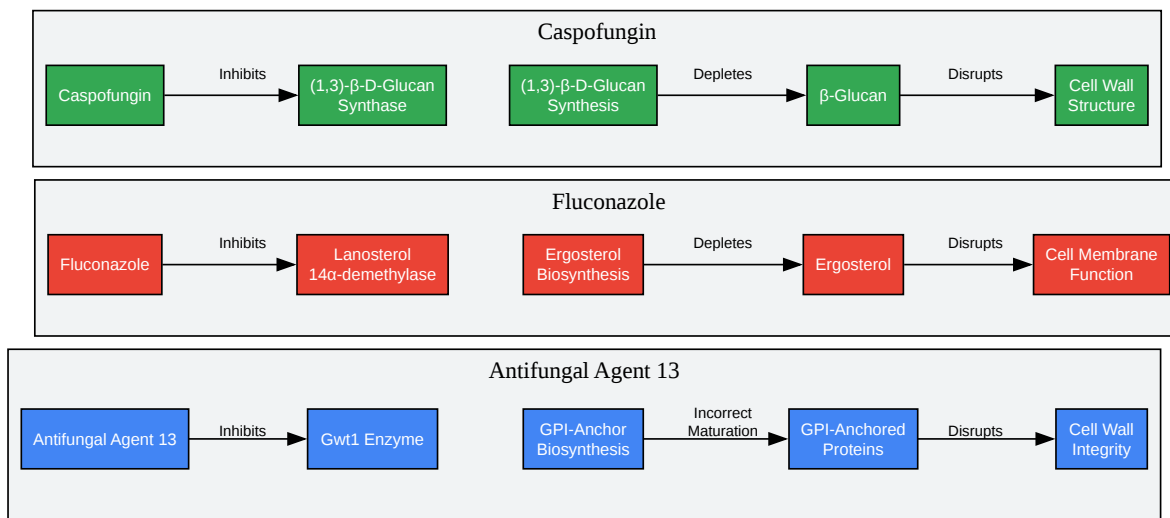 Caspofungin
Caspofungin
Inhibits
(1,3)-β-D-Glucan
Synthase
(1,3)-β-D-Glucan
Synthesis
Depletes
β-Glucan
Disrupts
Cell Wall
Structure
Fluconazole
Fluconazole
Inhibits
Lanosterol
14α-demethylase
Ergosterol
Biosynthesis
Depletes
Ergosterol
Disrupts
Cell Membrane
Function
Antifungal Agent 13
Antifungal Agent 13
Inhibits
Gwt1 Enzyme
GPI-Anchor
Biosynthesis
Incorrect
Maturation
GPI-Anchored
Proteins
Disrupts
Cell Wall
Integrity